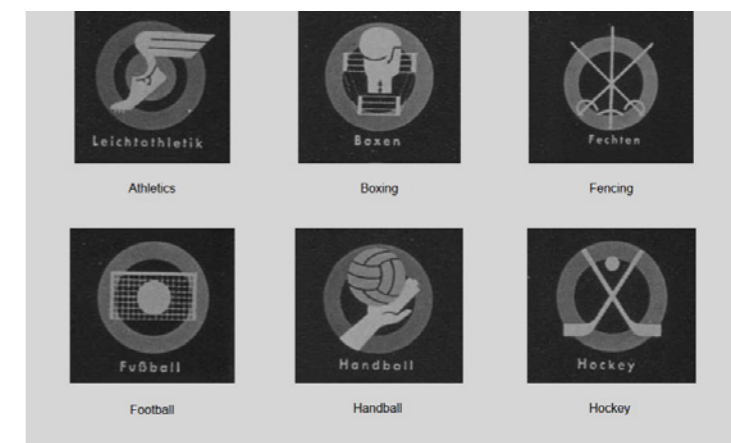 Leichtathletik Boxen Fechten
Athletics Boxing Fencing
Fußball Handball Hockey
Football Handball Hockey